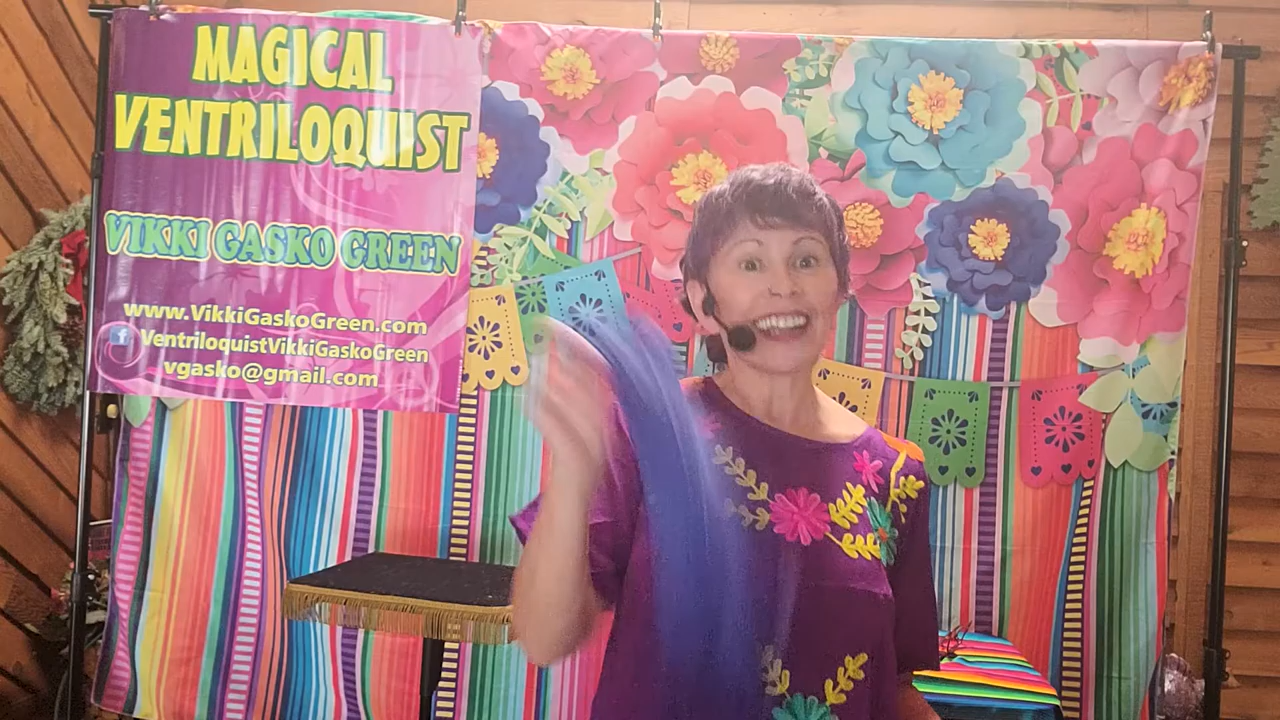 MAGICAL
VENTRILOQUIST
VIKKI GASKO GREEN
www.VikkiGaskoGreen.com
f VentriloquistVikkiGaskoGreen
vgasko@gmail.com